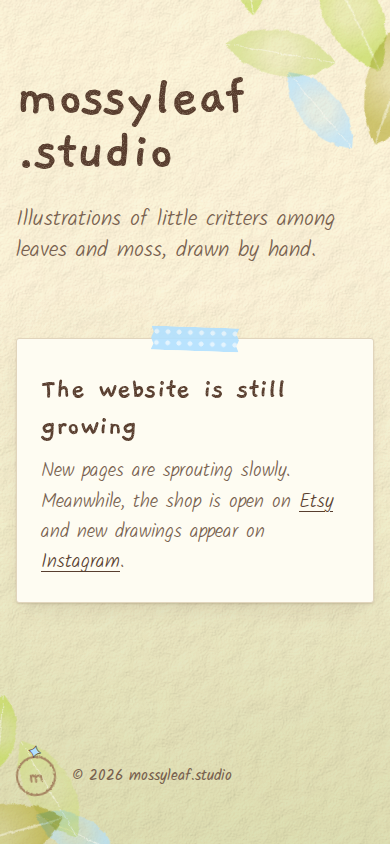 mossyleaf
.studio
Illustrations of little critters among
leaves and moss, drawn by hand.
The website is still
growing
New pages are sprouting slowly.
Meanwhile, the shop is open on Etsy
and new drawings appear on
Instagram.
m
© 2026 mossyleaf.studio